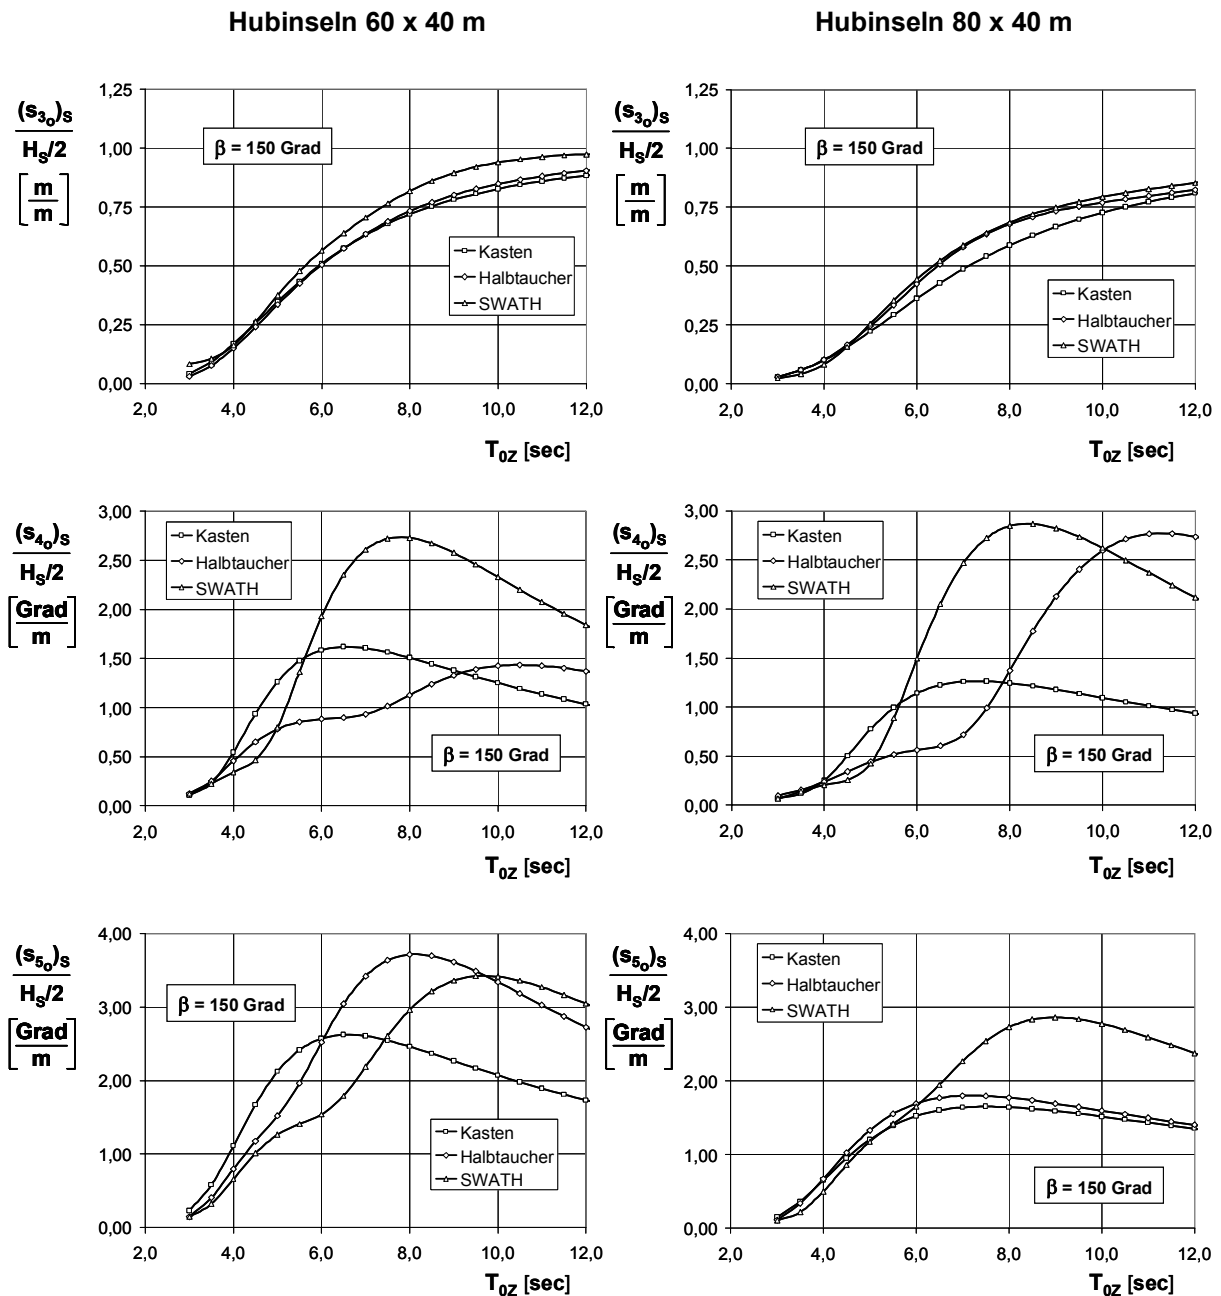 Hubinseln 60 x 40 m
Hubinseln 80 x 40 m
(s3o)S
HS/2
[m/m]
1,25
1,00
0,75
0,50
0,25
0,00
β = 150 Grad
Kasten
Halbtaucher
SWATH
2,0 4,0 6,0 8,0 10,0 12,0
T0Z [sec]
(s3o)S
HS/2
[m/m]
1,25
1,00
0,75
0,50
0,25
0,00
β = 150 Grad
Kasten
Halbtaucher
SWATH
2,0 4,0 6,0 8,0 10,0 12,0
T0Z [sec]
(s4o)S
HS/2
[Grad/m]
3,00
2,50
2,00
1,50
1,00
0,50
0,00
Kasten
Halbtaucher
SWATH
β = 150 Grad
2,0 4,0 6,0 8,0 10,0 12,0
T0Z [sec]
(s4o)S
HS/2
[Grad/m]
3,00
2,50
2,00
1,50
1,00
0,50
0,00
Kasten
Halbtaucher
SWATH
β = 150 Grad
2,0 4,0 6,0 8,0 10,0 12,0
T0Z [sec]
(s5o)S
HS/2
[Grad/m]
4,00
3,00
2,00
1,00
0,00
β = 150 Grad
Kasten
Halbtaucher
SWATH
2,0 4,0 6,0 8,0 10,0 12,0
T0Z [sec]
(s5o)S
HS/2
[Grad/m]
4,00
3,00
2,00
1,00
0,00
Kasten
Halbtaucher
SWATH
β = 150 Grad
2,0 4,0 6,0 8,0 10,0 12,0
T0Z [sec]